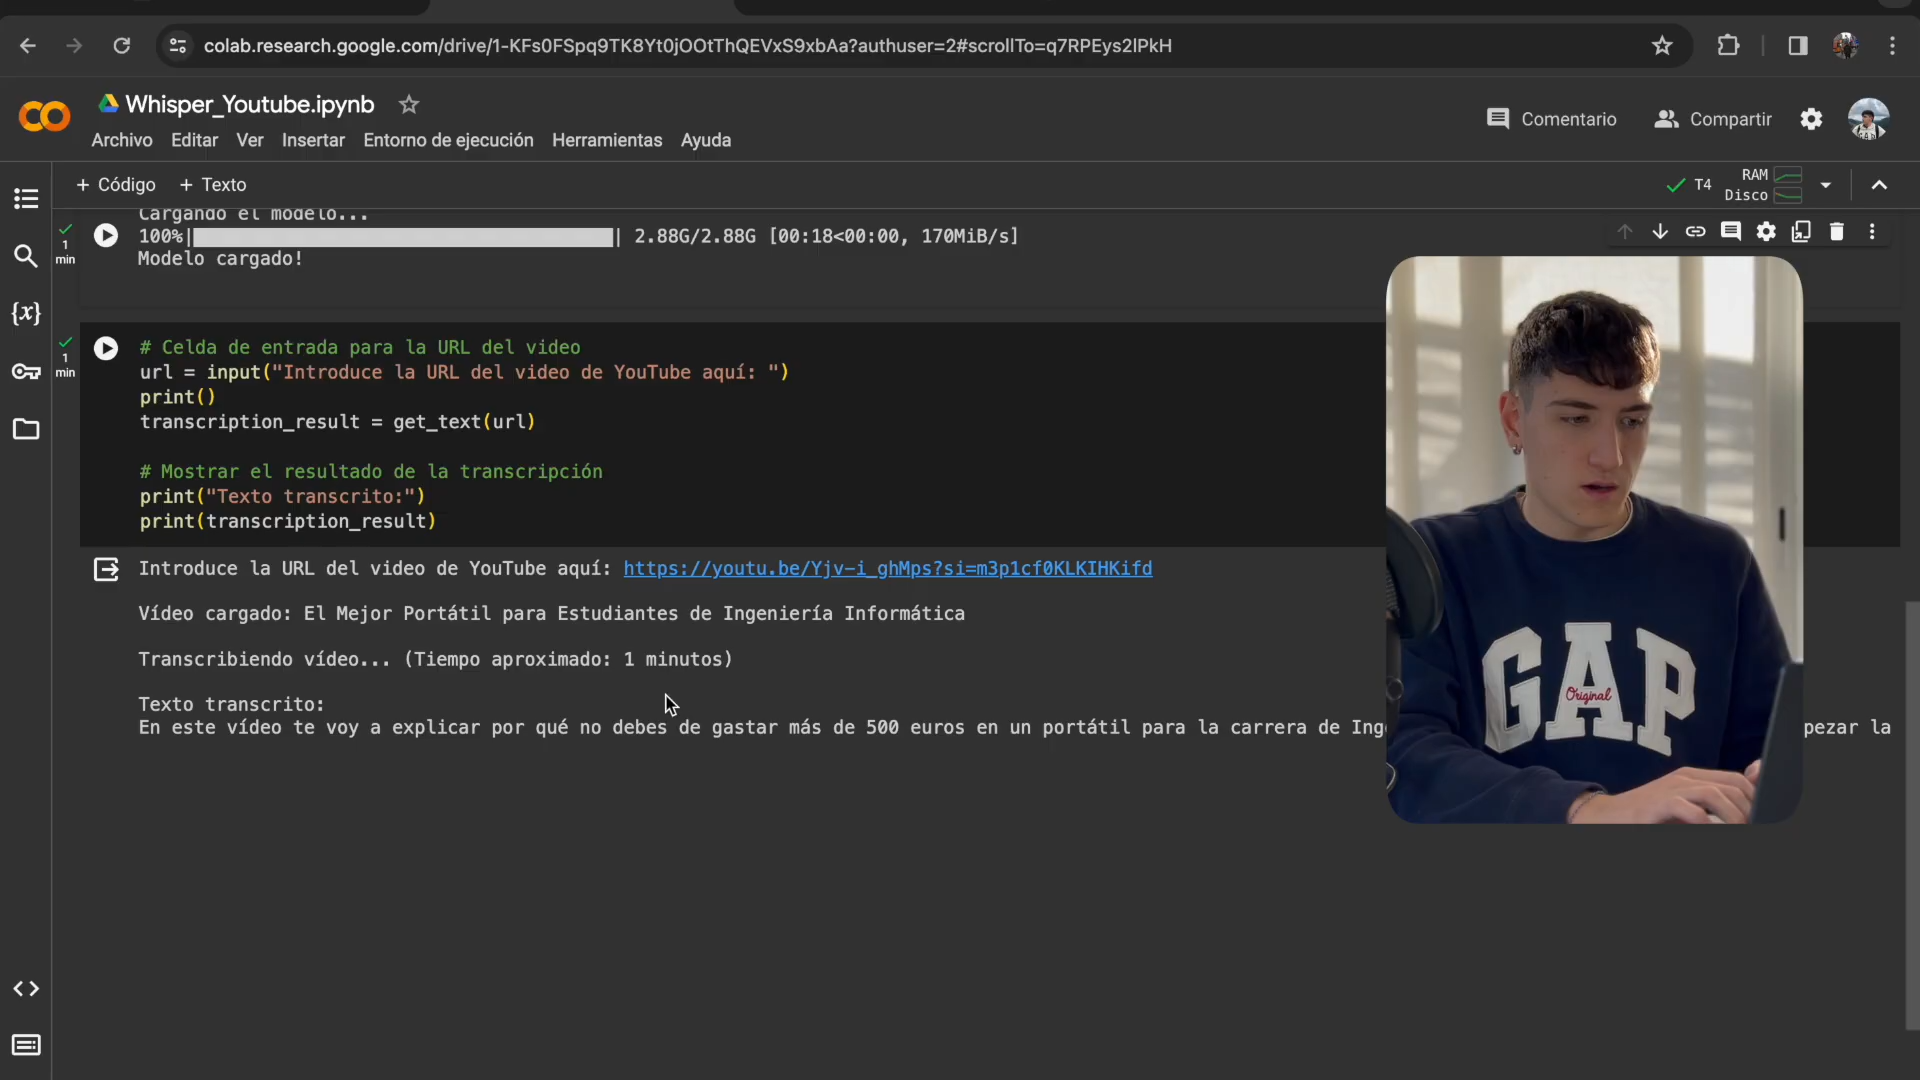 colab.research.google.com/drive/1-KFs0FSpq9TK8Yt0jOOtThQEVxS9xbAa?authuser=2#scrollTo=q7RPEys2lPkH
Whisper_Youtube.ipynb
Archivo Editar Ver Insertar Entorno de ejecución Herramientas Ayuda
Comentario
Compartir
+ Código + Texto
T4 RAM
Disco
Cargando el modelo...
1 min
100%| | 2.88G/2.88G [00:18<00:00, 170MiB/s]
Modelo cargado!
1 min
# Celda de entrada para la URL del video
url = input("Introduce la URL del video de YouTube aquí: ")
print()
transcription_result = get_text(url)
# Mostrar el resultado de la transcripción
print("Texto transcrito:")
print(transcription_result)
Introduce la URL del video de YouTube aquí: https://youtu.be/Yjv-i_ghMps?si=m3p1cf0KLKIHKifd
Vídeo cargado: El Mejor Portátil para Estudiantes de Ingeniería Informática
Transcribiendo vídeo... (Tiempo aproximado: 1 minutos)
Texto transcrito:
En este vídeo te voy a explicar por qué no debes de gastar más de 500 euros en un portátil para la carrera de Ing pezar la
GAP
Original